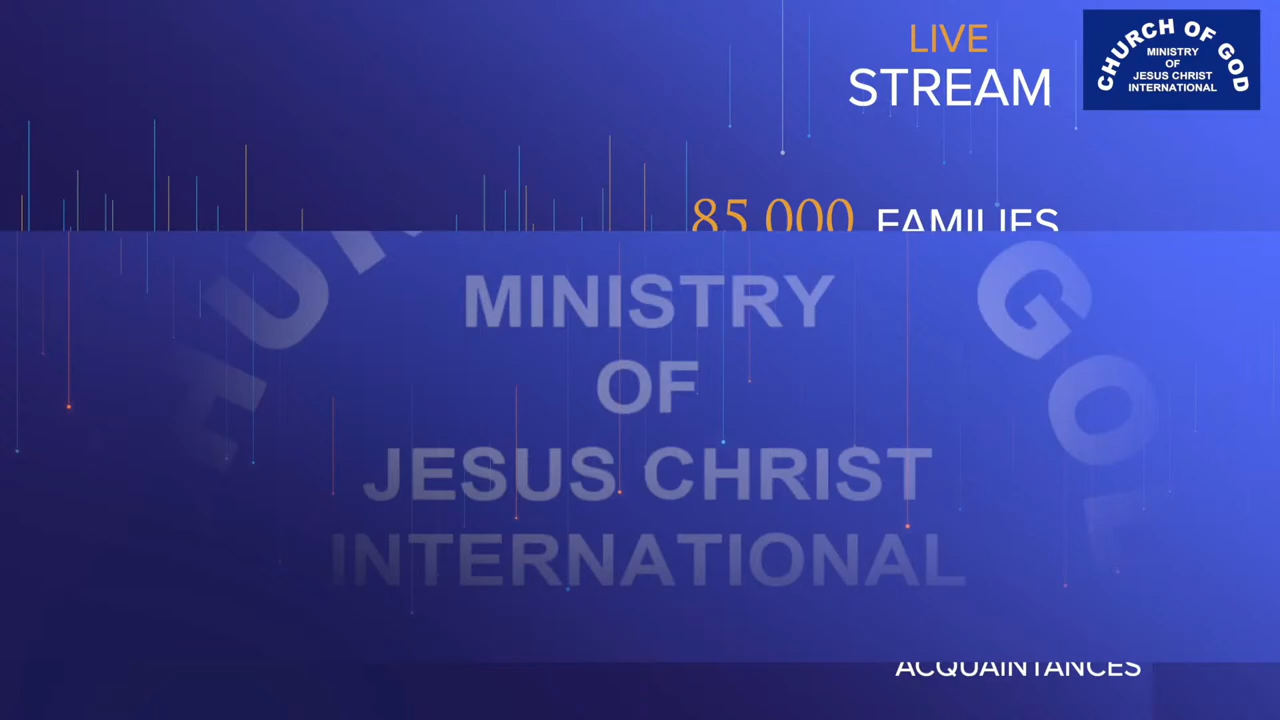 LIVE
STREAM
CHURCH OF GOD
MINISTRY
OF
JESUS CHRIST
INTERNATIONAL
85.000 FAMILIES
MINISTRY
OF
JESUS CHRIST
INTERNATIONAL
ACQUAINTANCES